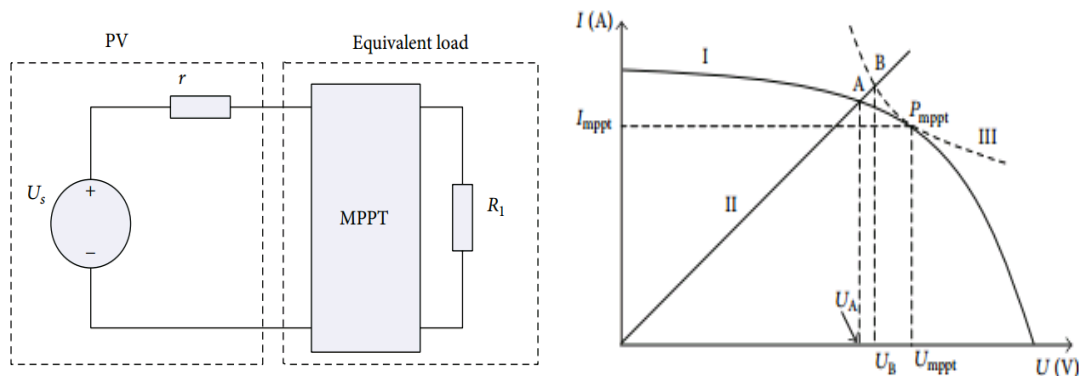 PV
Equivalent load
r
U_s
+
−
MPPT
R_1
I (A)
I
B
A
P_mppt
I_mppt
III
II
U_A
U_B
U_mppt
U (V)